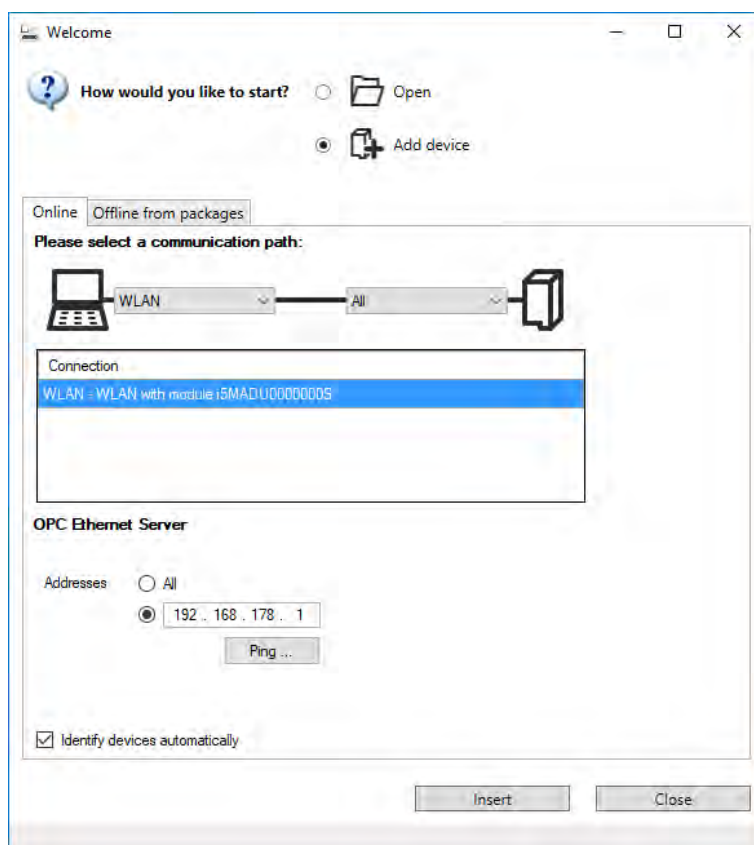 Welcome
How would you like to start?
Open
Add device
Online
Offline from packages
Please select a communication path:
WLAN
All
Connection
WLAN - WLAN with module i5MADU0000000S
OPC Ethernet Server
Addresses
All
192 . 168 . 178 . 1
Ping ...
Identify devices automatically
Insert
Close